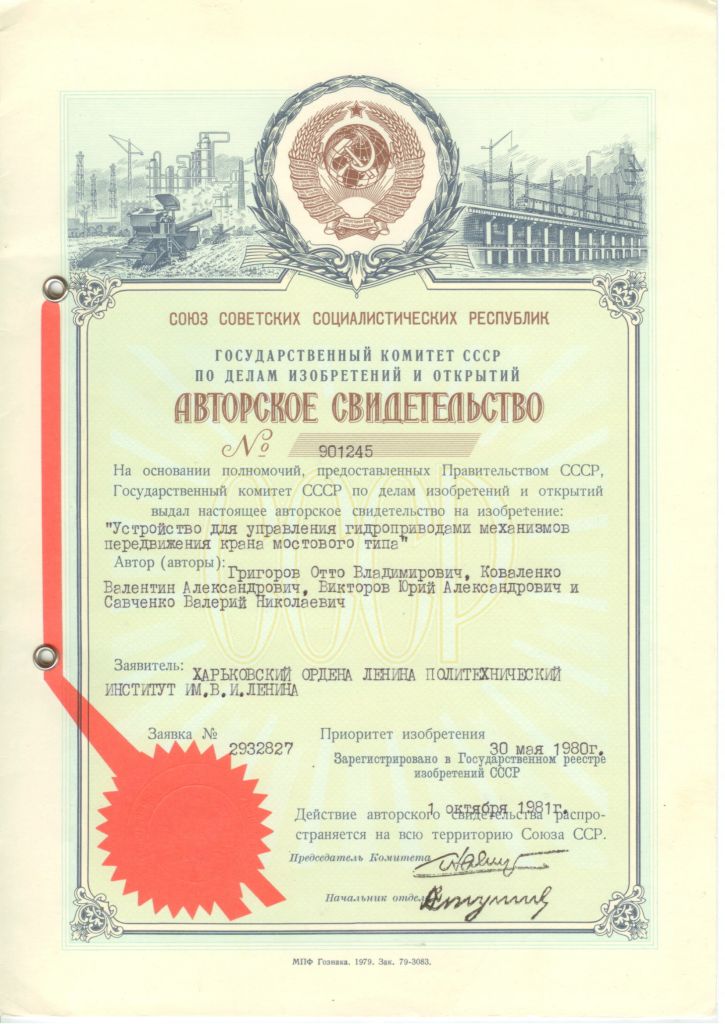 СОЮЗ СОВЕТСКИХ СОЦИАЛИСТИЧЕСКИХ РЕСПУБЛИК
ГОСУДАРСТВЕННЫЙ КОМИТЕТ СССР
ПО ДЕЛАМ ИЗОБРЕТЕНИЙ И ОТКРЫТИЙ
АВТОРСКОЕ СВИДЕТЕЛЬСТВО
№ 901245
На основании полномочий, предоставленных Правительством СССР,
Государственный комитет СССР по делам изобретений и открытий
выдал настоящее авторское свидетельство на изобретение:
"Устройство для управления гидроприводами механизмов
передвижения крана мостового типа"
Автор (авторы): Григоров Отто Владимирович, Коваленко
Валентин Александрович, Викторов Юрий Александрович и
Савченко Валерий Николаевич
Заявитель: ХАРЬКОВСКИЙ ОРДЕНА ЛЕНИНА ПОЛИТЕХНИЧЕСКИЙ
ИНСТИТУТ ИМ.В.И.ЛЕНИНА
Заявка № 2932827 Приоритет изобретения 30 мая 1980г.
Зарегистрировано в Государственном реестре
изобретений СССР
1 октября 1981г.
Действие авторского свидетельства распро-
страняется на всю территорию Союза ССР.
Председатель Комитета
Начальник отдела
МПФ Гознака. 1979. Зак. 79-3083.
СССР